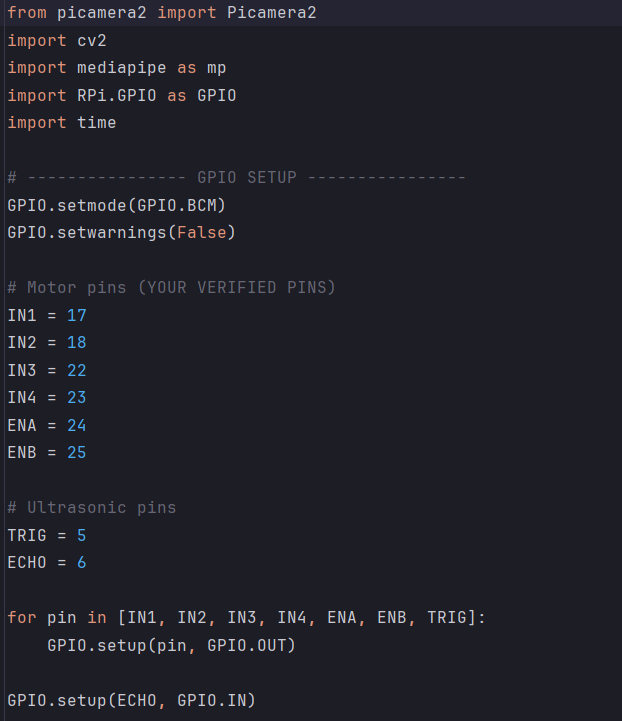 from picamera2 import Picamera2
import cv2
import mediapipe as mp
import RPi.GPIO as GPIO
import time
# ---------------- GPIO SETUP ----------------
GPIO.setmode(GPIO.BCM)
GPIO.setwarnings(False)
# Motor pins (YOUR VERIFIED PINS)
IN1 = 17
IN2 = 18
IN3 = 22
IN4 = 23
ENA = 24
ENB = 25
# Ultrasonic pins
TRIG = 5
ECHO = 6
for pin in [IN1, IN2, IN3, IN4, ENA, ENB, TRIG]:
    GPIO.setup(pin, GPIO.OUT)
GPIO.setup(ECHO, GPIO.IN)